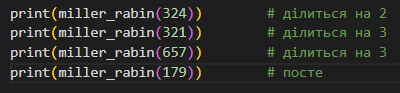 print(miller_rabin(324)) # ділиться на 2
print(miller_rabin(321)) # ділиться на 3
print(miller_rabin(657)) # ділиться на 3
print(miller_rabin(179)) # посте